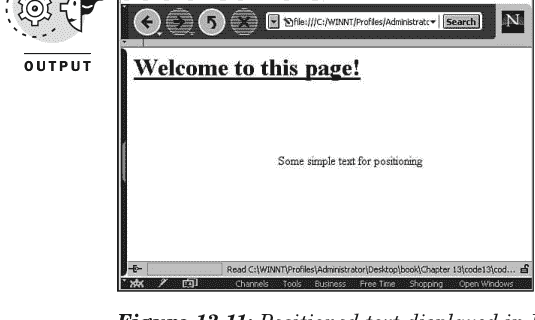 file:///C:/WINNT/Profiles/Administratc
Search
N
OUTPUT
Welcome to this page!
Some simple text for positioning
Read C:\WINNT\Profiles\Administrator\Desktop\book\Chapter 13\code13\cod...
Channels Tools Business Free Time Shopping Open Windows
Figure 13.11: Positioned text displayed in